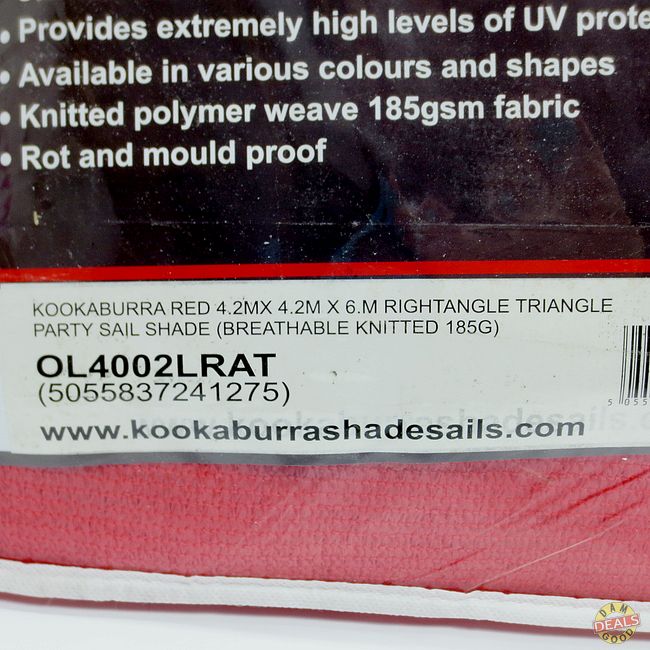 • Provides extremely high levels of UV prote
• Available in various colours and shapes
• Knitted polymer weave 185gsm fabric
• Rot and mould proof
KOOKABURRA RED 4.2MX 4.2M X 6.M RIGHTANGLE TRIANGLE
PARTY SAIL SHADE (BREATHABLE KNITTED 185G)
OL4002LRAT
(5055837241275)
5 055
www.kookaburrashadesails.com
DAM
DEALS
GOOD